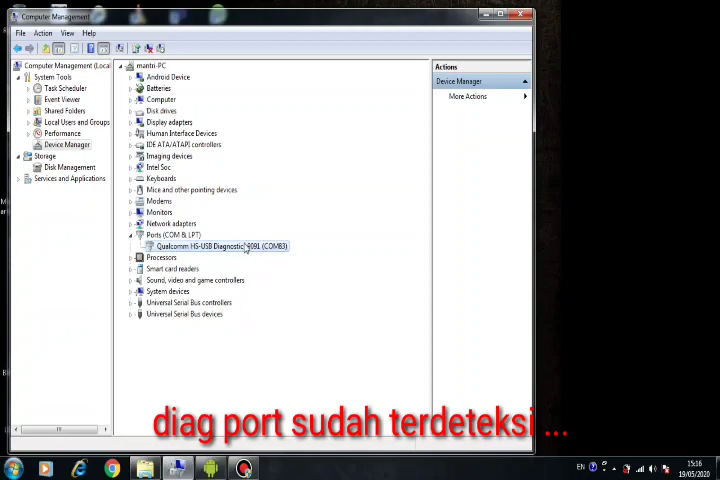 Computer Management
File Action View Help
Computer Management (Local
System Tools
Task Scheduler
Event Viewer
Shared Folders
Local Users and Groups
Performance
Device Manager
Storage
Disk Management
Services and Applications
mantri-PC
Android Device
Batteries
Computer
Disk drives
Display adapters
Human Interface Devices
IDE ATA/ATAPI controllers
Imaging devices
Intel Soc
Keyboards
Mice and other pointing devices
Modems
Monitors
Network adapters
Ports (COM & LPT)
Qualcomm HS-USB Diagnostic 9091 (COM83)
Processors
Smart card readers
Sound, video and game controllers
System devices
Universal Serial Bus controllers
Universal Serial Bus devices
Actions
Device Manager
More Actions
diag port sudah terdeteksi ...
EN
15:16
19/05/2020